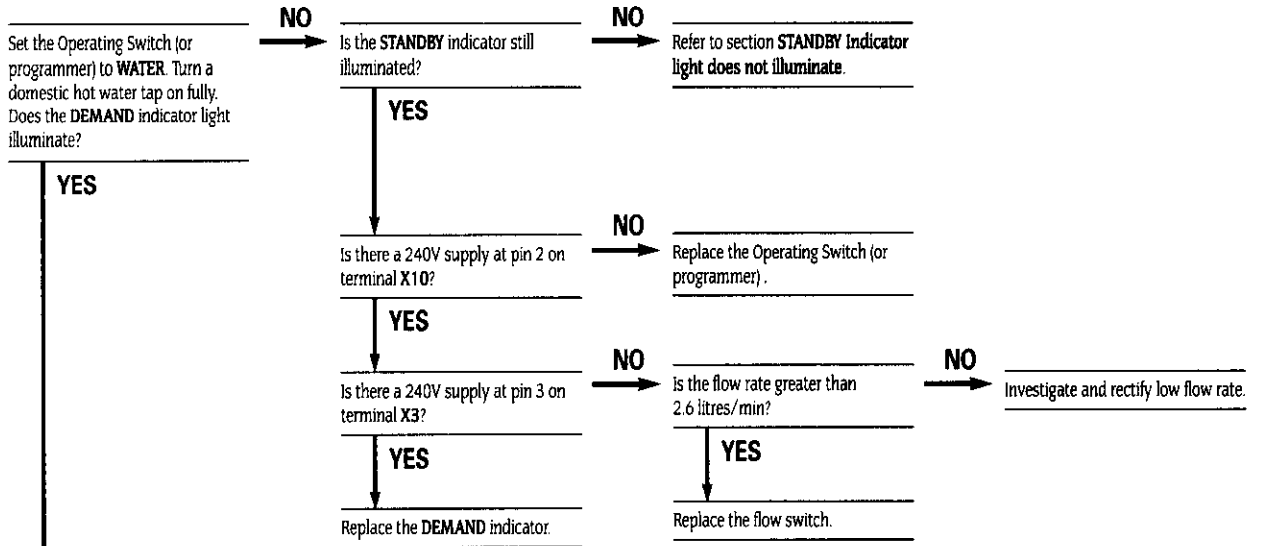 NO
NO
Set the Operating Switch (or
programmer) to WATER. Turn a
domestic hot water tap on fully.
Does the DEMAND indicator light
illuminate?
Is the STANDBY indicator still
illuminated?
Refer to section STANDBY Indicator
light does not illuminate.
YES
YES
NO
Is there a 240V supply at pin 2 on
terminal X10?
Replace the Operating Switch (or
programmer) .
YES
NO
NO
Is there a 240V supply at pin 3 on
terminal X3?
Is the flow rate greater than
2.6 litres/min?
Investigate and rectify low flow rate.
YES
YES
Replace the DEMAND indicator.
Replace the flow switch.